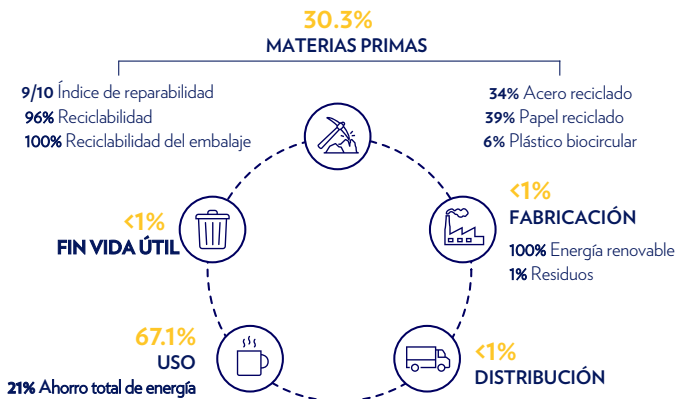 30.3%
MATERIAS PRIMAS
9/10 Índice de reparabilidad
96% Reciclabilidad
100% Reciclabilidad del embalaje
34% Acero reciclado
39% Papel reciclado
6% Plástico biocircular
<1%
FABRICACIÓN
100% Energía renovable
1% Residuos
<1%
DISTRIBUCIÓN
67.1%
USO
21% Ahorro total de energía
<1%
FIN VIDA ÚTIL